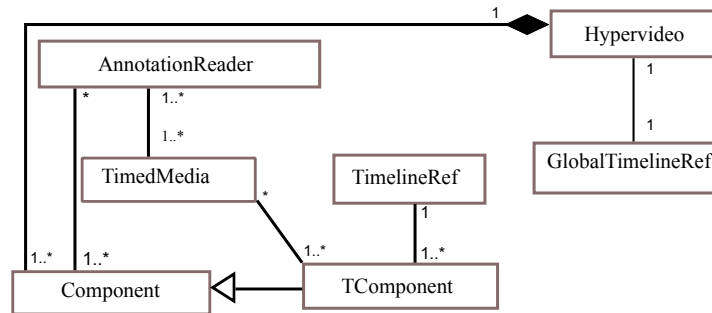 1
Hypervideo
AnnotationReader
*
1..*
1
1..*
1
GlobalTimelineRef
TimedMedia
TimelineRef
*
1
1..*
1..*
1..*
1..*
Component
TComponent